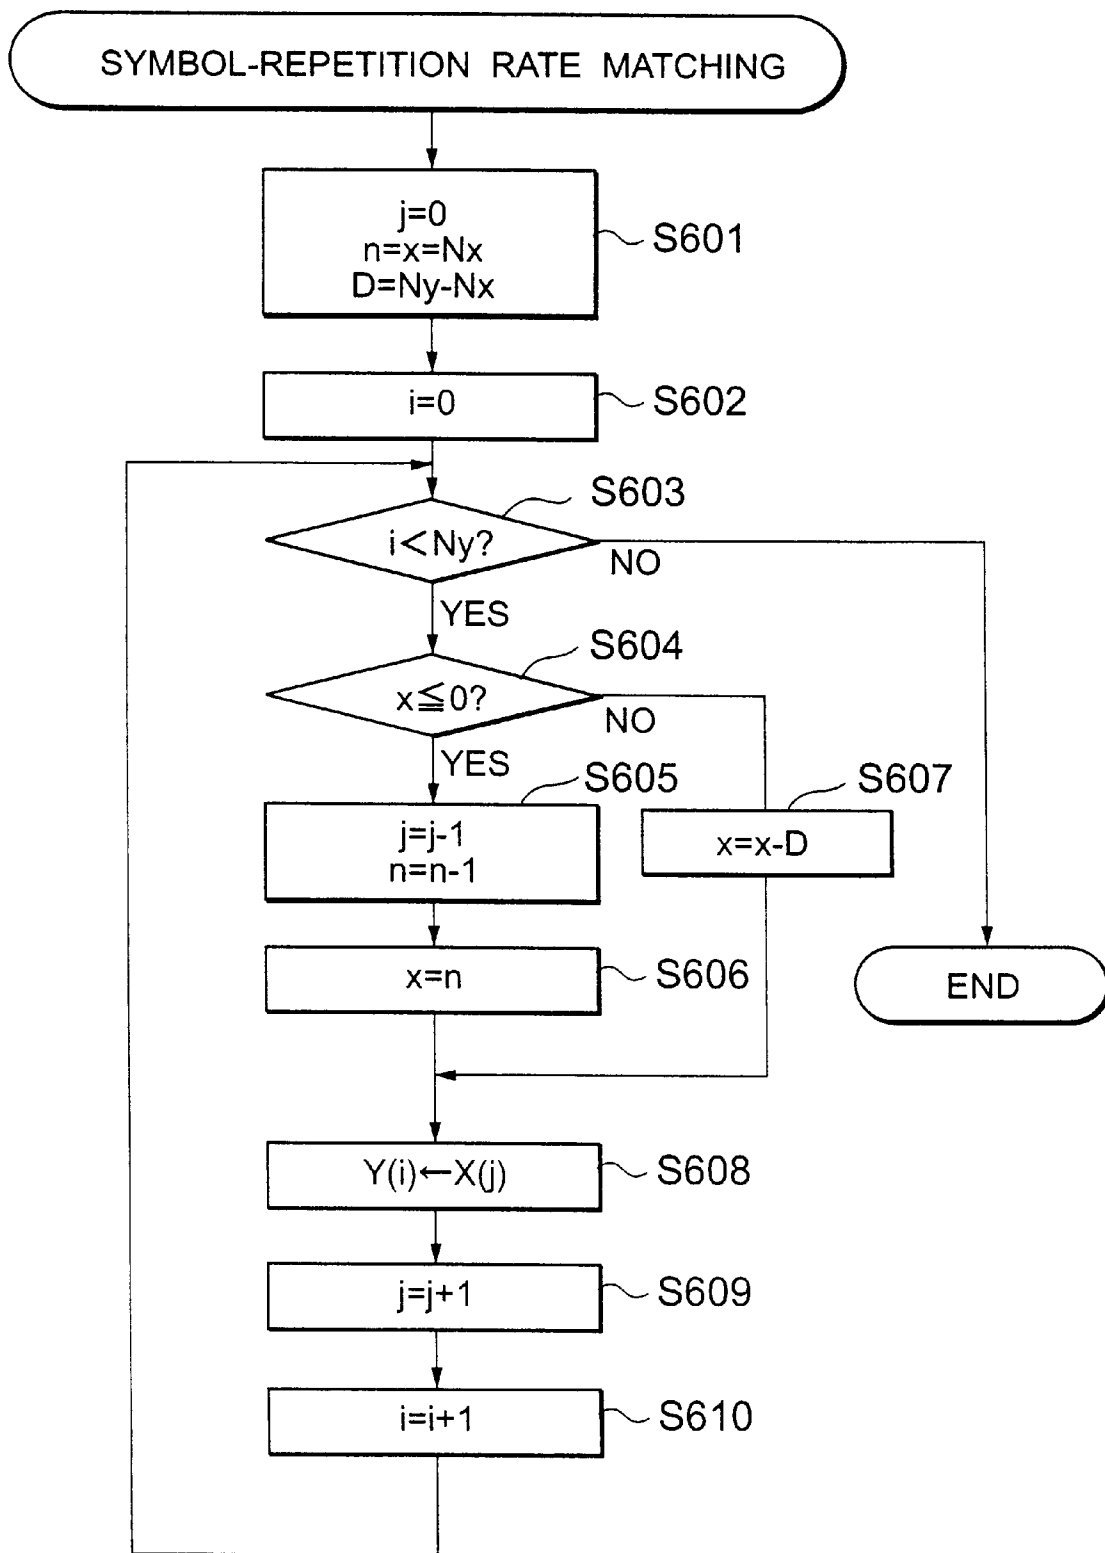 SYMBOL-REPETITION RATE MATCHING
j=0
n=x=Nx
D=Ny-Nx
S601
i=0
S602
S603
i<Ny?
NO
YES
S604
x≦0?
NO
YES
S605
S607
j=j-1
n=n-1
x=x-D
x=n
S606
END
Y(i)←X(j)
S608
j=j+1
S609
i=i+1
S610